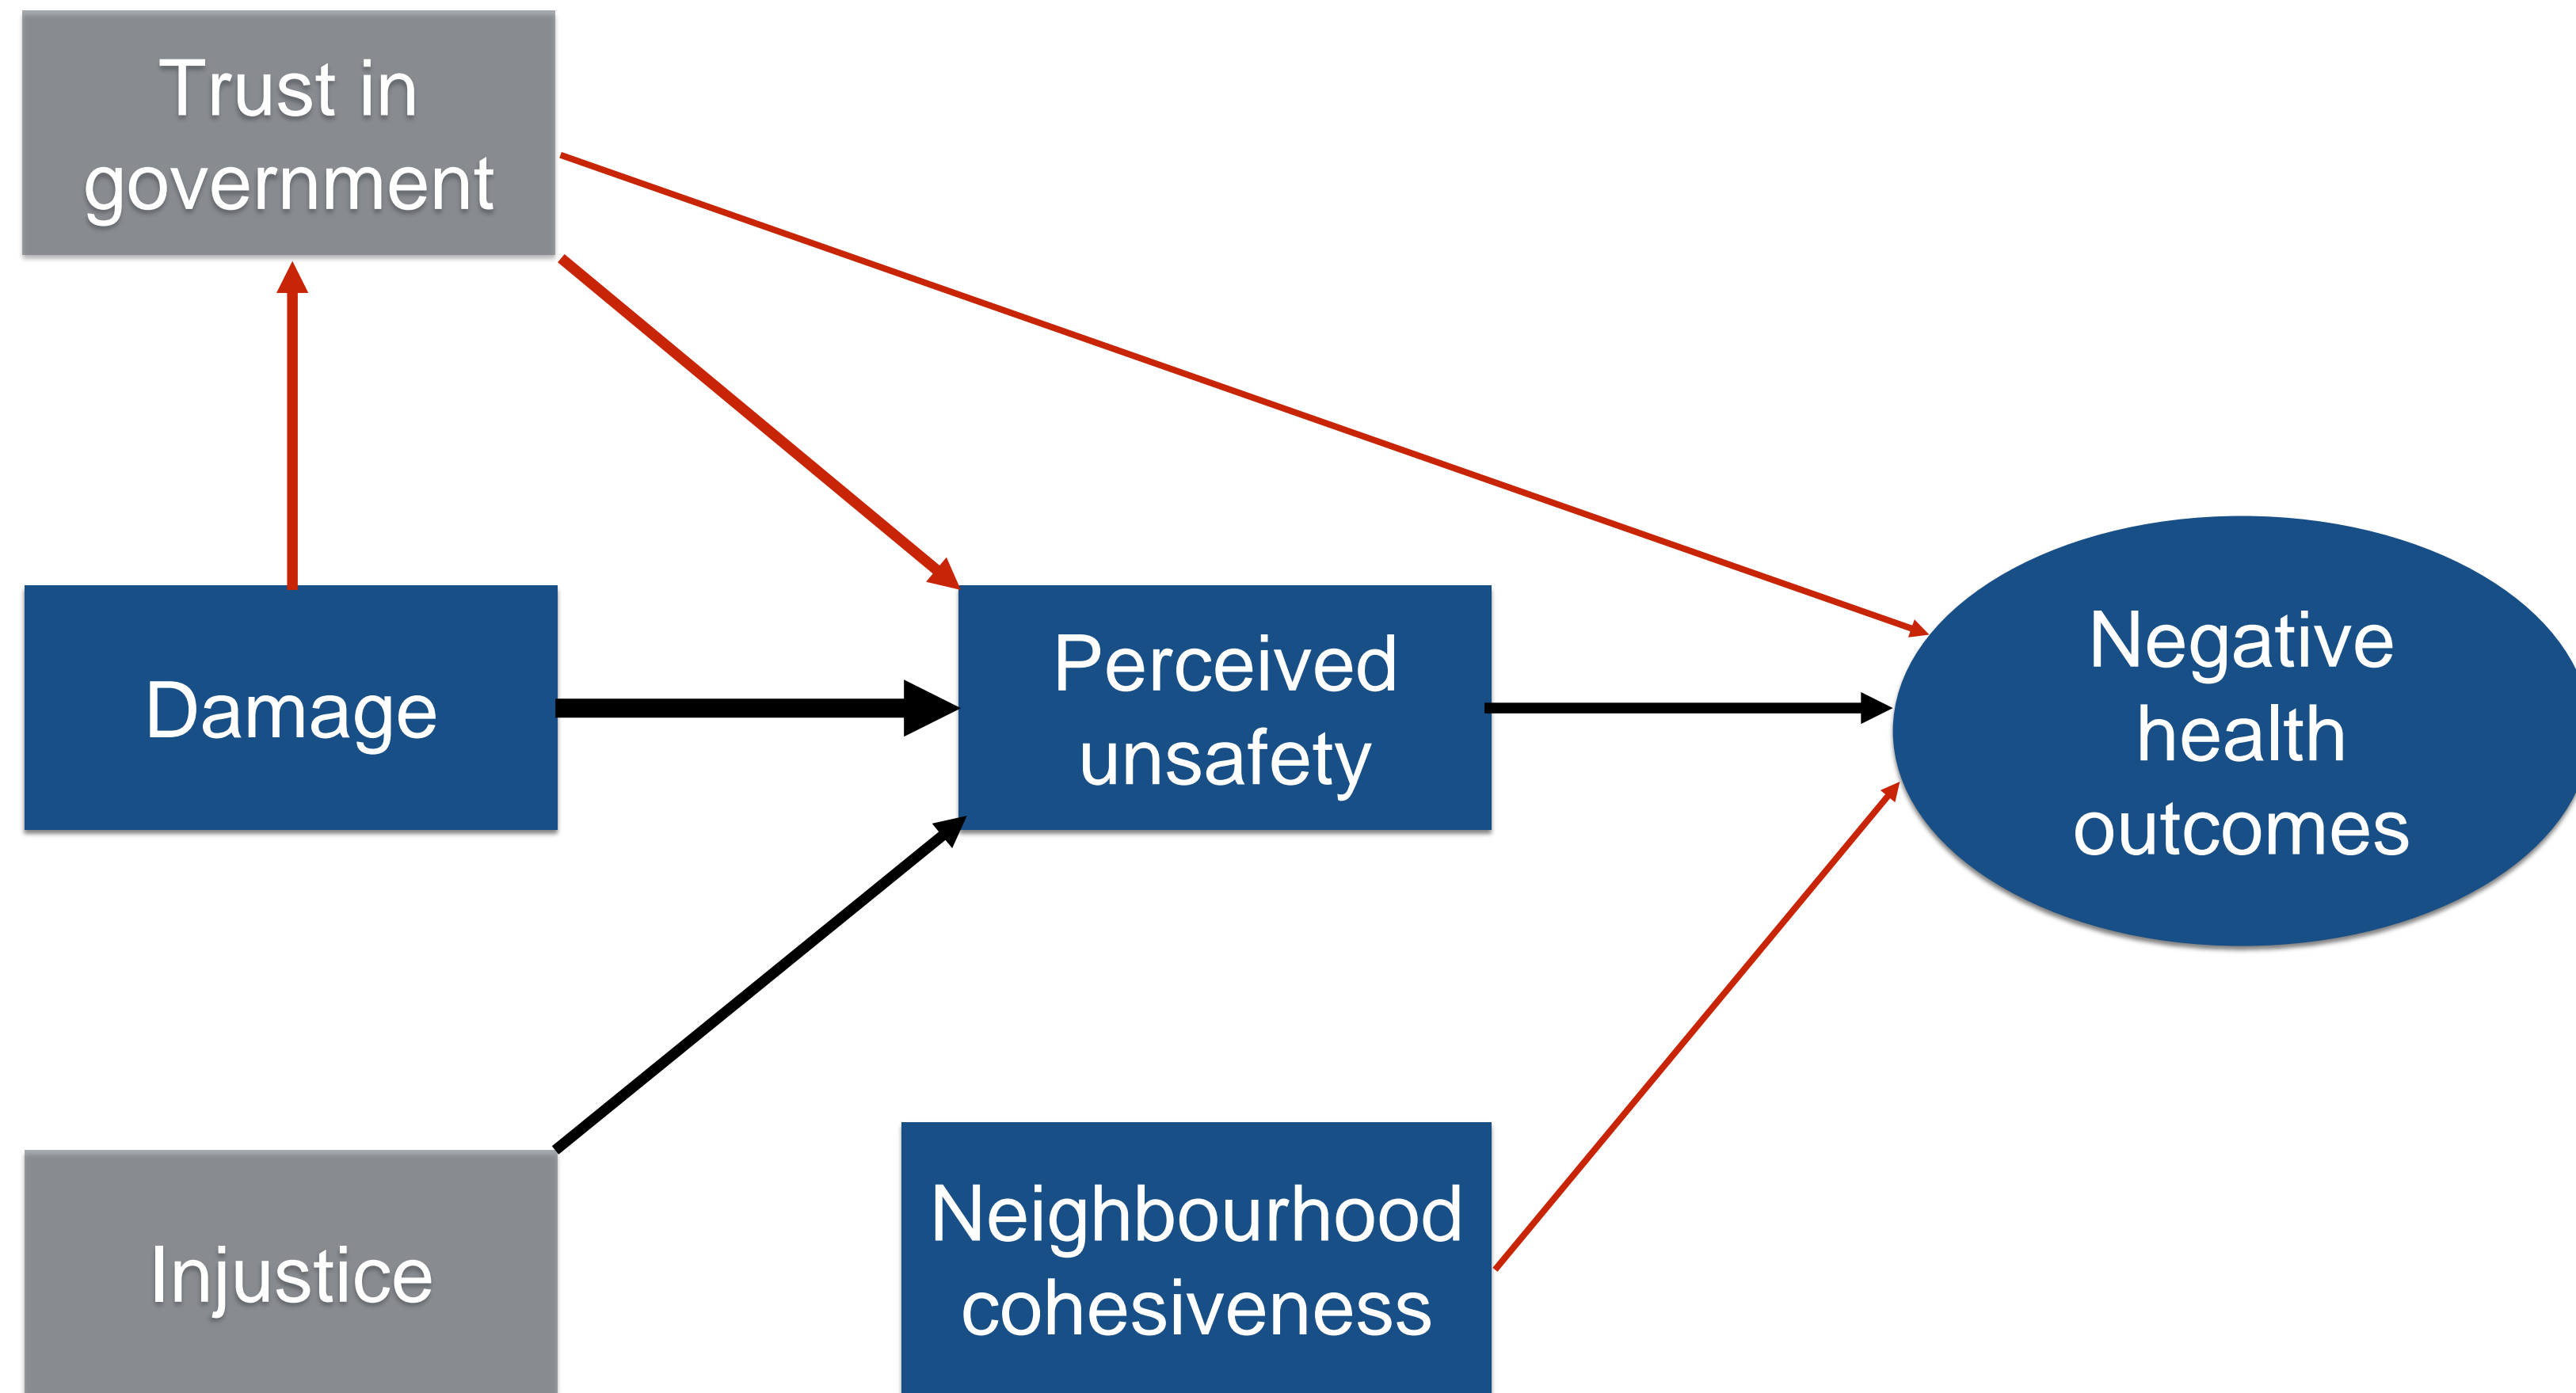 Trust in
government
Damage
Perceived
unsafety
Negative
health
outcomes
Injustice
Neighbourhood
cohesiveness